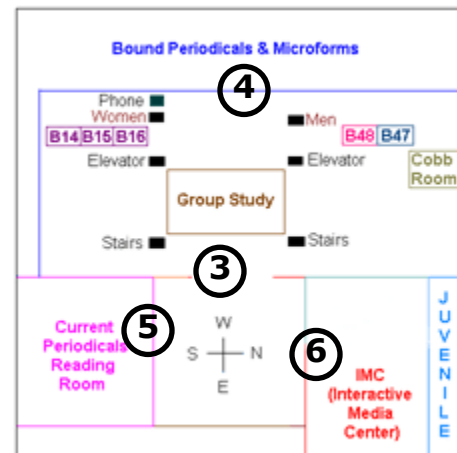 Bound Periodicals & Microforms
4
Phone
Women
Men
B14 B15 B16
B48 B47
Elevator
Elevator
Cobb
Room
Group Study
Stairs
Stairs
3
5
6
Current
Periodicals
Reading
Room
W
S N
E
IMC
(Interactive
Media
Center)
JUVENILE